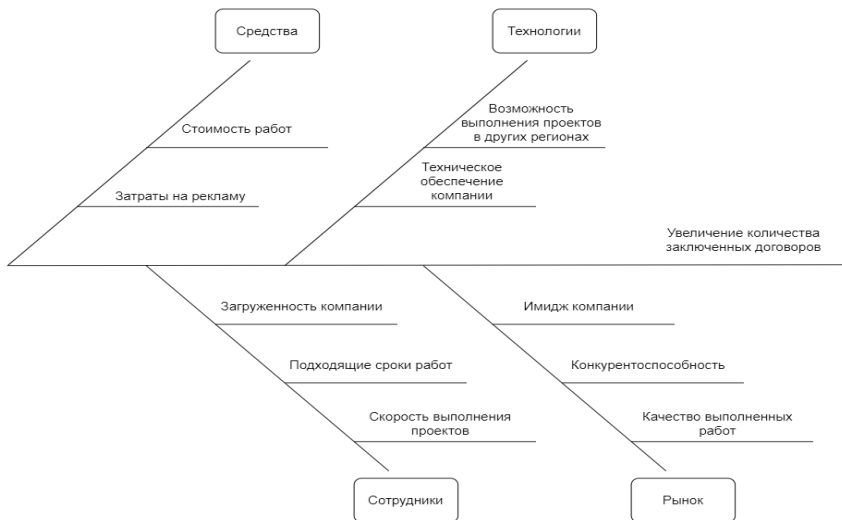 Средства
Технологии
Стоимость работ
Возможность
выполнения проектов
в других регионах
Затраты на рекламу
Техническое
обеспечение
компании
Увеличение количества
заключенных договоров
Загруженность компании
Имидж компании
Подходящие сроки работ
Конкурентоспособность
Скорость выполнения
проектов
Качество выполненных
работ
Сотрудники
Рынок